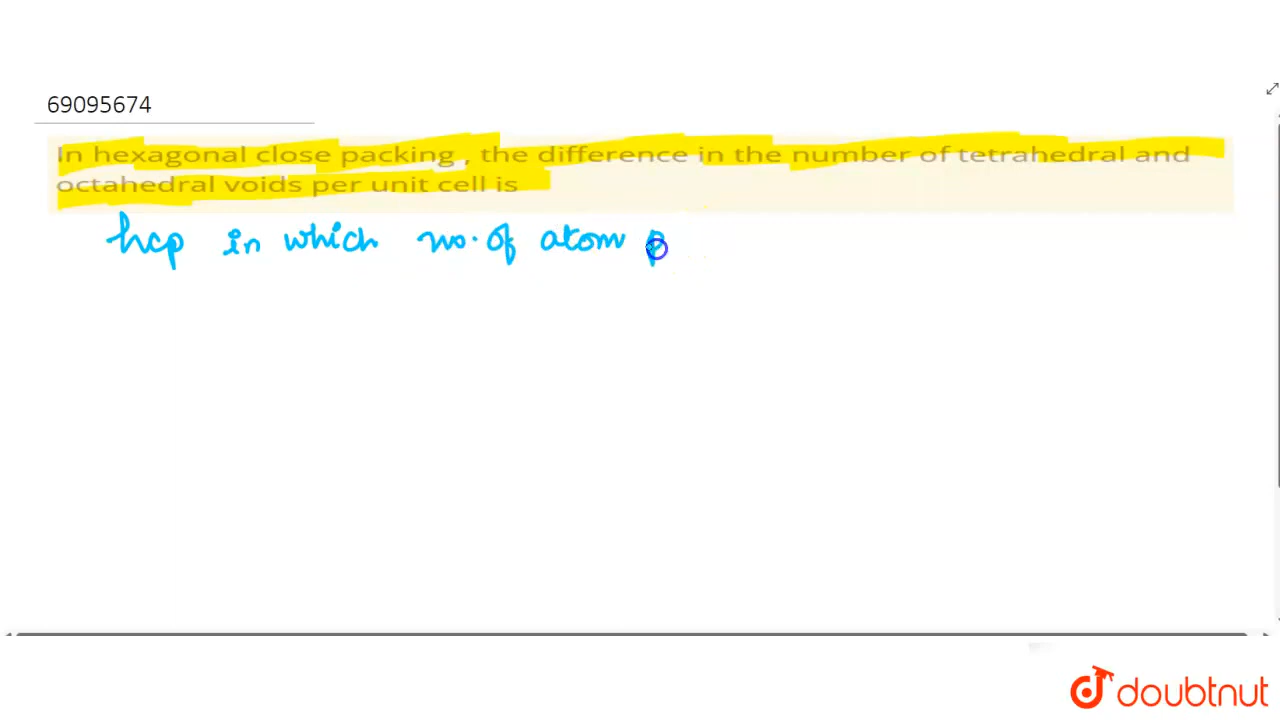 69095674
In hexagonal close packing , the difference in the number of tetrahedral and
octahedral voids per unit cell is
hcp in which no. of atom p
doubtnut